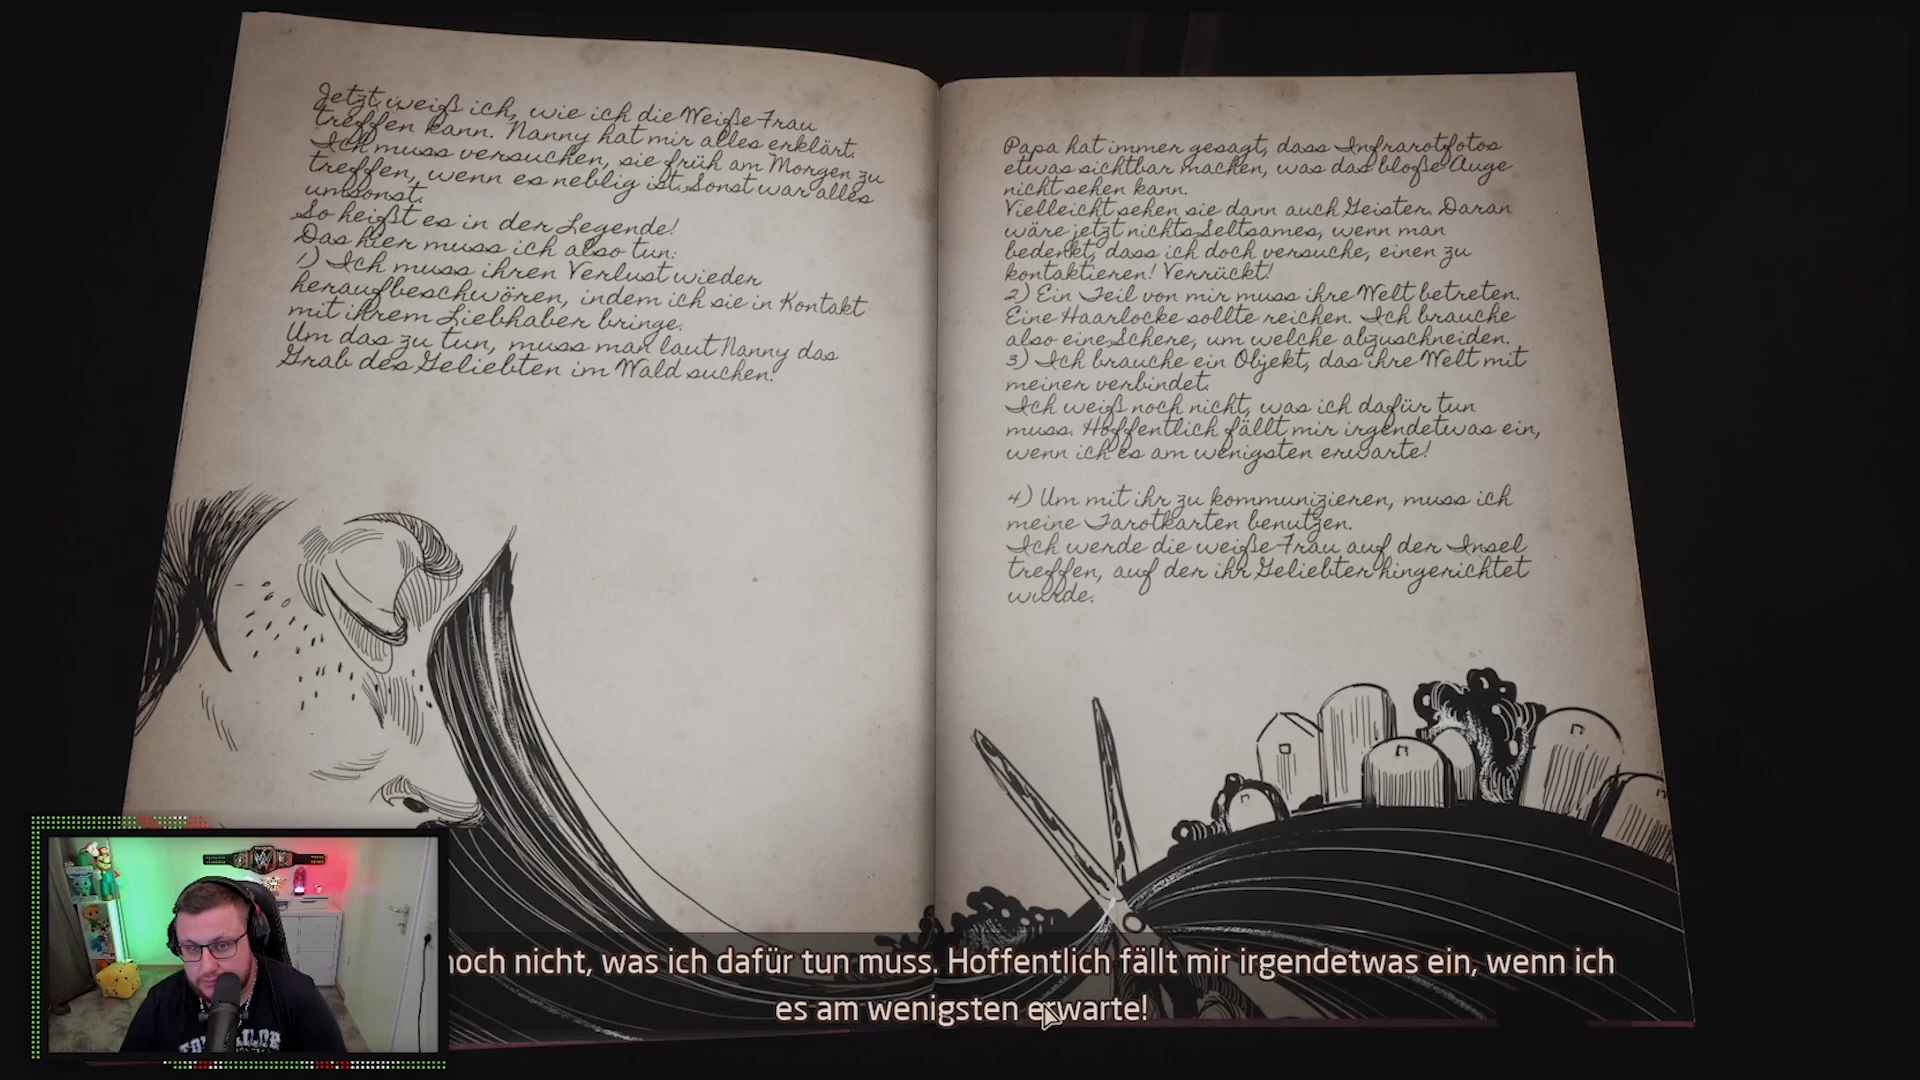 Jetzt weiß ich, wie ich die Weiße Frau
treffen kann. Nanny hat mir alles erklärt.
Ich muss versuchen, sie früh am Morgen zu
treffen, wenn es neblig ist. Sonst war alles
umsonst.
So heißt es in der Legende!
Das hier muss ich also tun:
1) Ich muss ihren Verlust wieder
heraufbeschwören, indem ich sie in Kontakt
mit ihrem Liebhaber bringe.
Um das zu tun, muss man laut Nanny das
Grab des Geliebten im Wald suchen.
Papa hat immer gesagt, dass Infrarotfotos
etwas sichtbar machen, was das bloße Auge
nicht sehen kann.
Vielleicht sehen sie dann auch Geister. Daran
wäre jetzt nichts Seltsames, wenn man
bedenkt, dass ich doch versuche, einen zu
kontaktieren! Verrückt!
2) Ein Teil von mir muss ihre Welt betreten.
Eine Haarlocke sollte reichen. Ich brauche
also eine Schere, um welche abzuschneiden.
3) Ich brauche ein Objekt, das ihre Welt mit
meiner verbindet.
Ich weiß noch nicht, was ich dafür tun
muss. Hoffentlich fällt mir irgendetwas ein,
wenn ich es am wenigsten erwarte!
4) Um mit ihr zu kommunizieren, muss ich
meine Tarotkarten benutzen.
Ich werde die weiße Frau auf der Insel
treffen, auf der ihr Geliebter hingerichtet
wurde.
noch nicht, was ich dafür tun muss. Hoffentlich fällt mir irgendetwas ein, wenn ich
es am wenigsten erwarte!